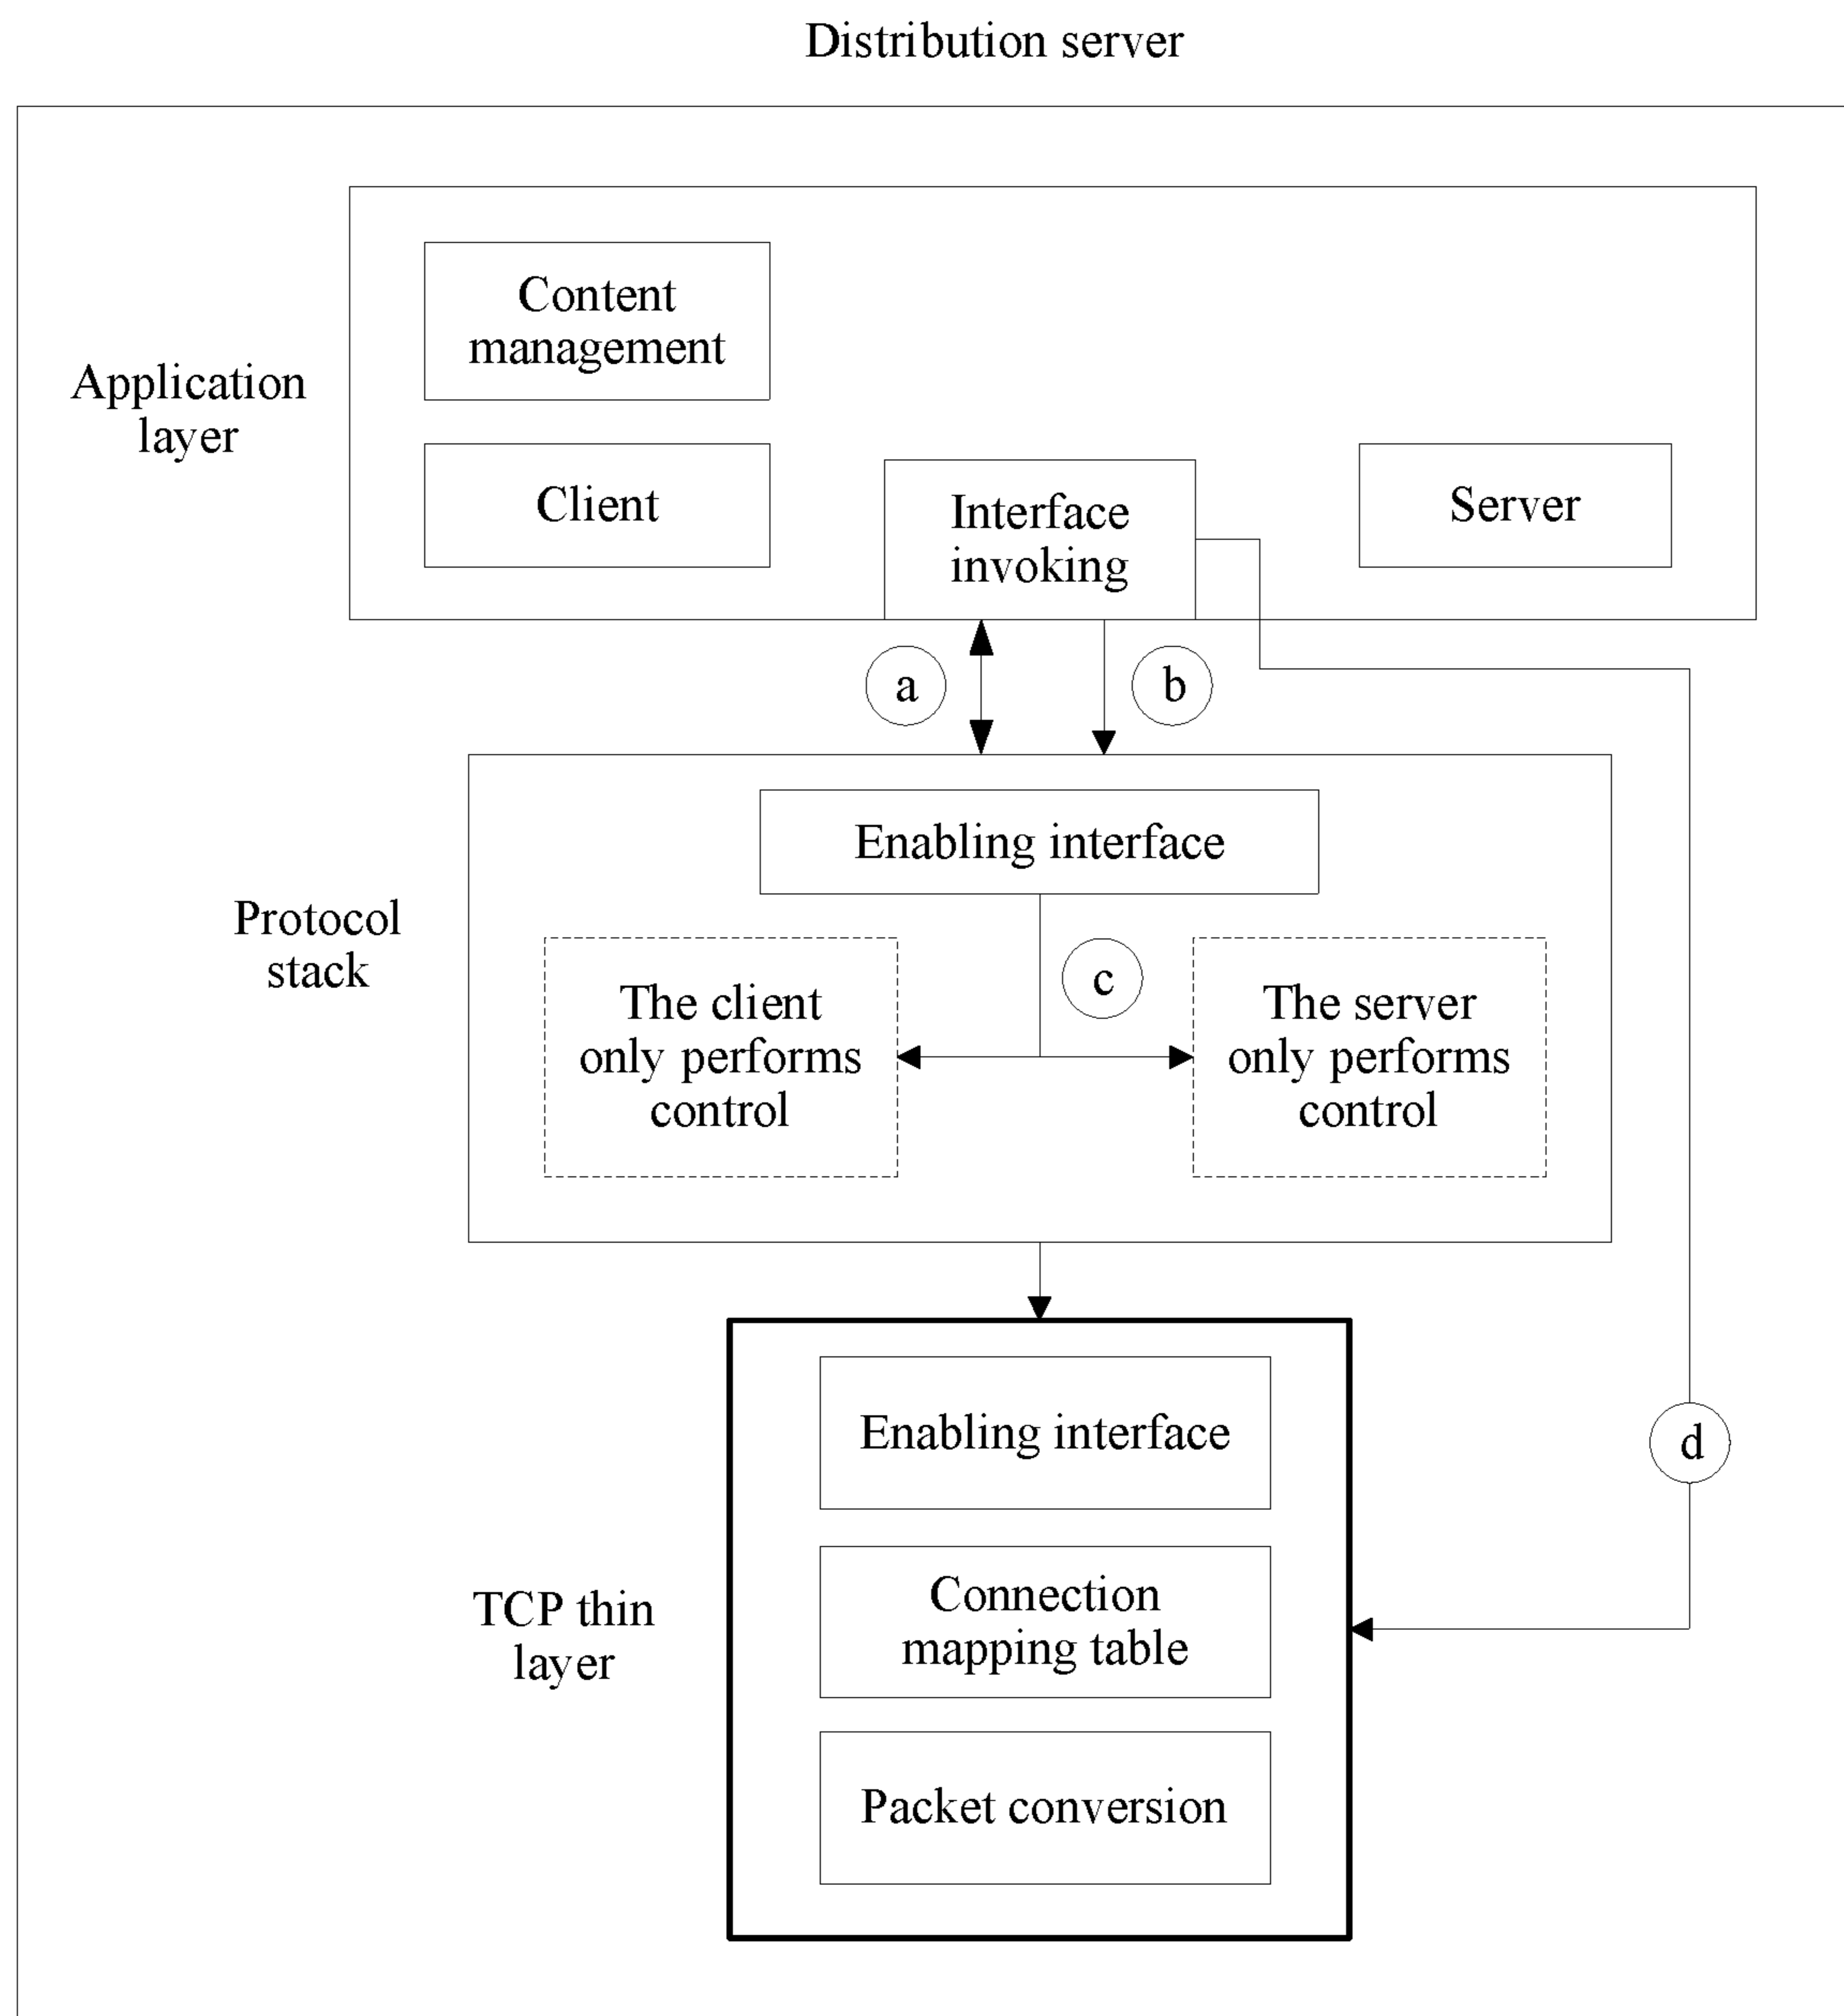 Distribution server
Content
management
Application
layer
Client
Interface
invoking
Server
a
b
Enabling interface
Protocol
stack
c
The client
only performs
control
The server
only performs
control
Enabling interface
d
Connection
mapping table
TCP thin
layer
Packet conversion